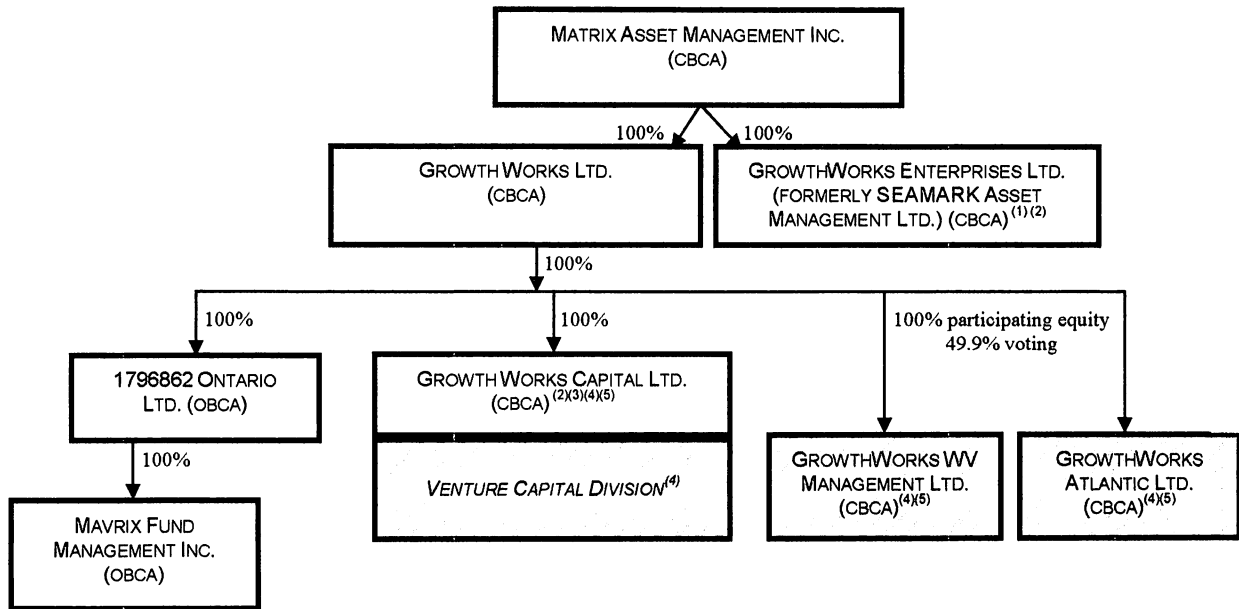 MATRIX ASSET MANAGEMENT INC.
(CBCA)
100%
100%
GROWTH WORKS LTD.
(CBCA)
GROWTHWORKS ENTERPRISES LTD.
(FORMERLY SEAMARK ASSET
MANAGEMENT LTD.) (CBCA)(1)(2)
100%
100%
100%
100% participating equity
49.9% voting
1796862 ONTARIO
LTD. (OBCA)
GROWTH WORKS CAPITAL LTD.
(CBCA)(2)(3)(4)(5)
100%
VENTURE CAPITAL DIVISION(4)
GROWTHWORKS WV
MANAGEMENT LTD.
(CBCA)(4)(5)
GROWTHWORKS
ATLANTIC LTD.
(CBCA)(4)(5)
MAVRIX FUND
MANAGEMENT INC.
(OBCA)